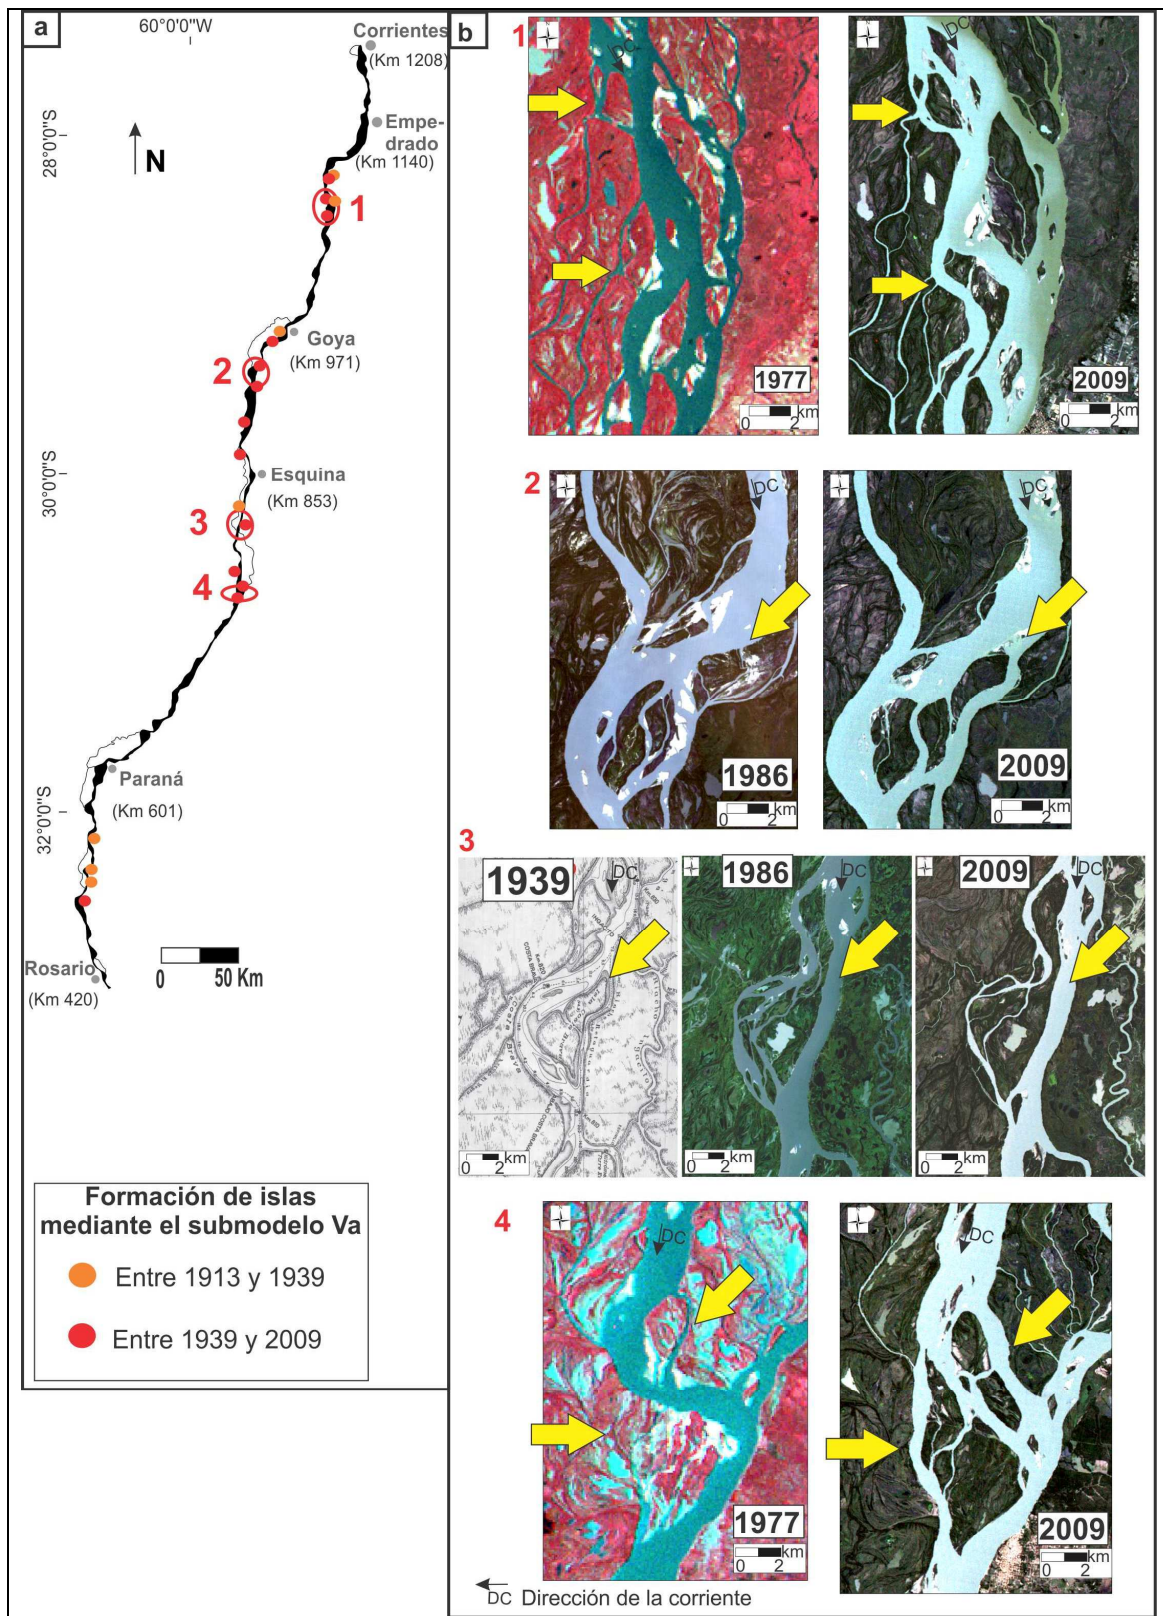 a
60°0'0"W
Corrientes
(Km 1208)
Empe-
drado
(Km 1140)
28°0'0"S
N
1
Goya
(Km 971)
2
30°0'0"S
Esquina
(Km 853)
3
4
Paraná
(Km 601)
32°0'0"S
Rosario
(Km 420)
0 50 Km
Formación de islas
mediante el submodelo Va
Entre 1913 y 1939
Entre 1939 y 2009
b
1
DC
1977
km
0 2
DC
2009
km
0 2
2
DC
1986
km
0 2
DC
2009
km
0 2
3
1939
DC
COSTA BRAVA
Costa Brava
km
0 2
1986
DC
km
0 2
2009
DC
km
0 2
4
DC
1977
km
0 2
DC
2009
km
0 2
DC Dirección de la corriente